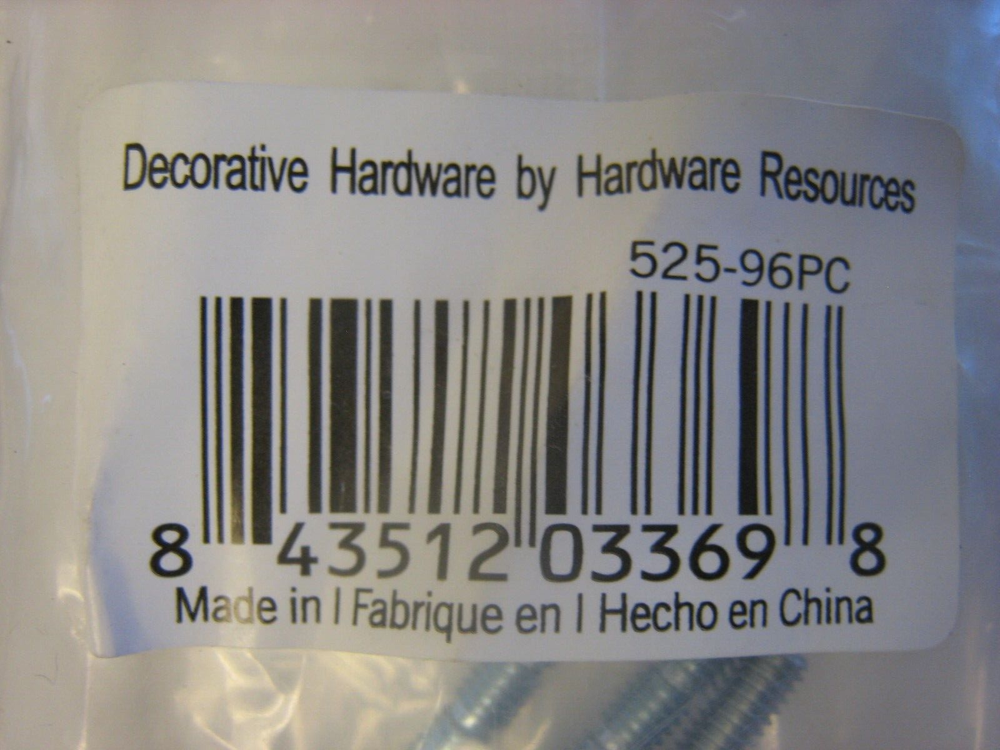 Decorative Hardware by Hardware Resources
525-96PC
8 43512 03369 8
Made in | Fabrique en | Hecho en China